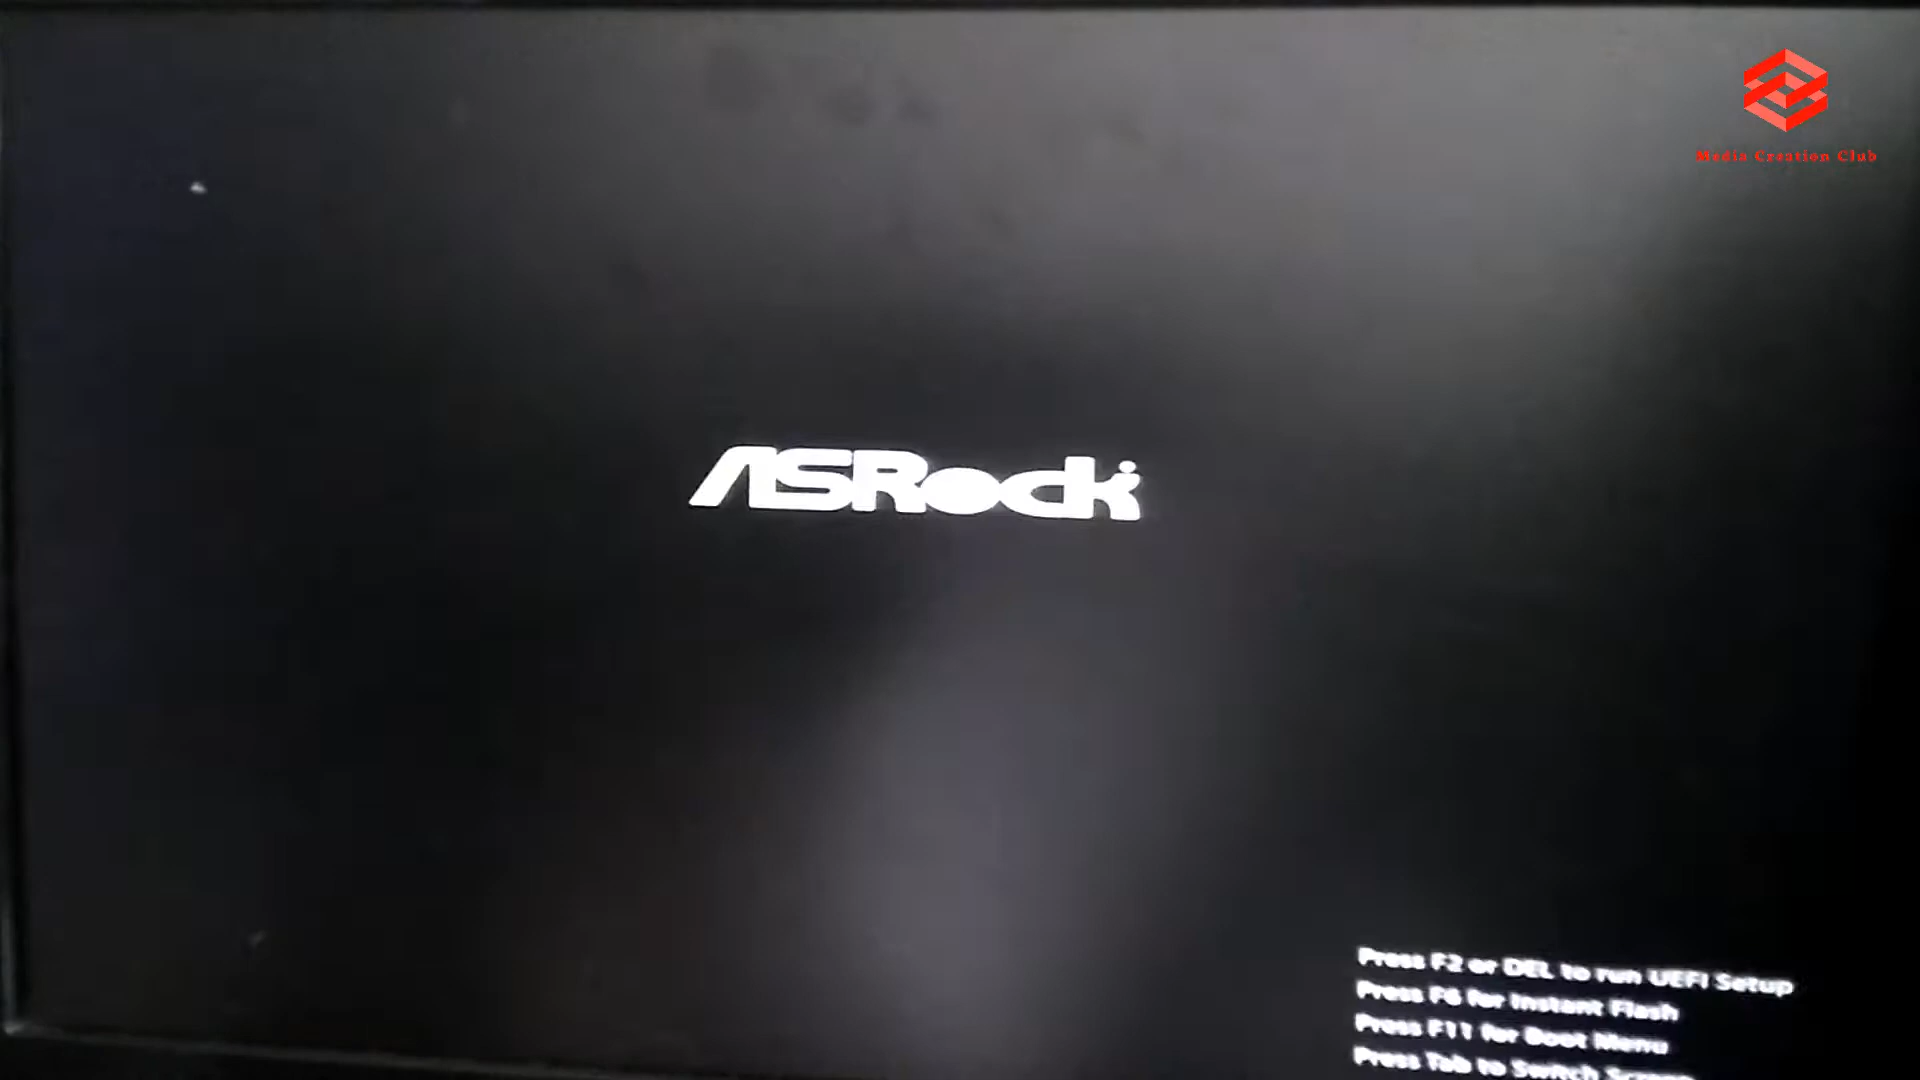 Media Creation Club
ASRock
Press F2 or DEL to run UEFI Setup
Press F6 for Instant Flash
Press F11 for Boot Menu
Press Tab to Switch Screen